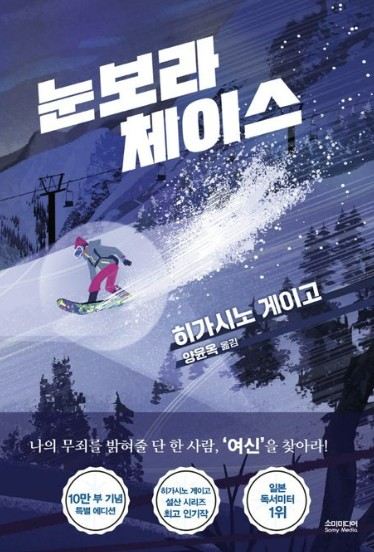 눈보라
체이스
히가시노 게이고
양윤옥 옮김
나의 무죄를 밝혀줄 단 한 사람, ‘여신’을 찾아라!
10만 부 기념
특별 에디션
히가시노 게이고
설산 시리즈
최고 인기작
일본
독서미터
1위
소미미디어
Somy Media